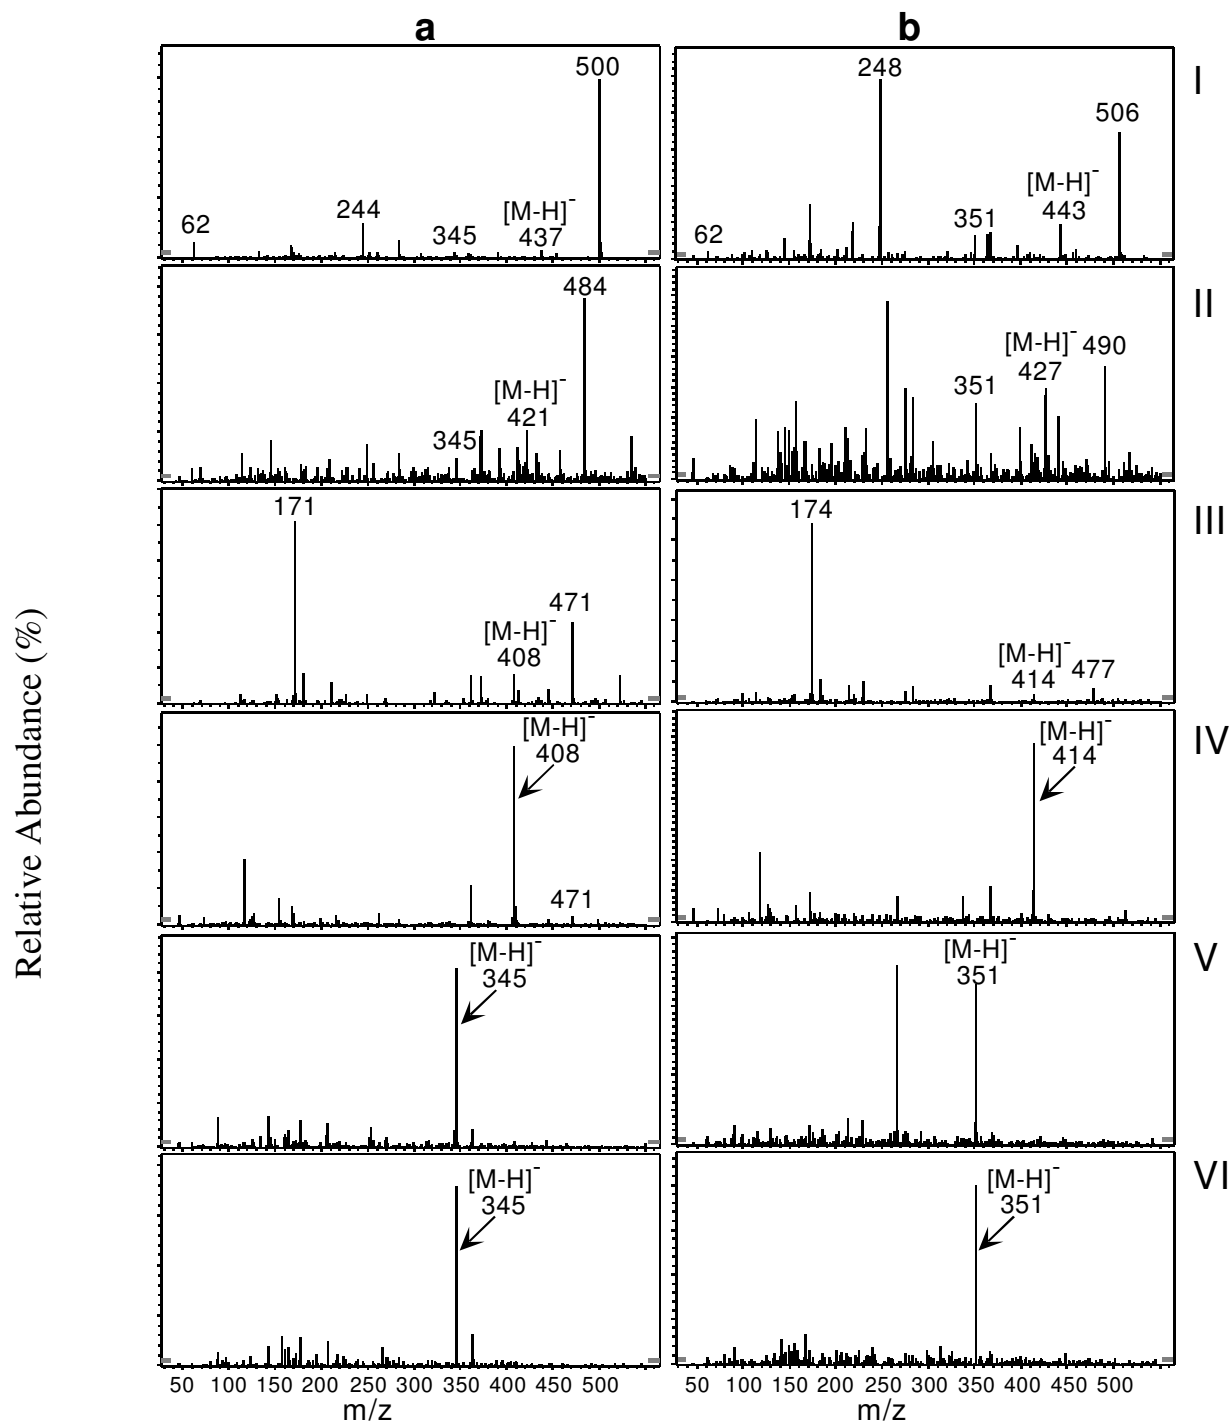 a
b
500
62
244
345
[M-H]⁻
437
248
506
[M-H]⁻
443
351
62
I
484
[M-H]⁻
421
345
[M-H]⁻
427
490
351
II
171
471
[M-H]⁻
408
174
[M-H]⁻
414
477
III
[M-H]⁻
408
471
[M-H]⁻
414
IV
[M-H]⁻
345
[M-H]⁻
351
V
[M-H]⁻
345
[M-H]⁻
351
VI
50 100 150 200 250 300 350 400 450 500
m/z
50 100 150 200 250 300 350 400 450 500
m/z
Relative Abundance (%)